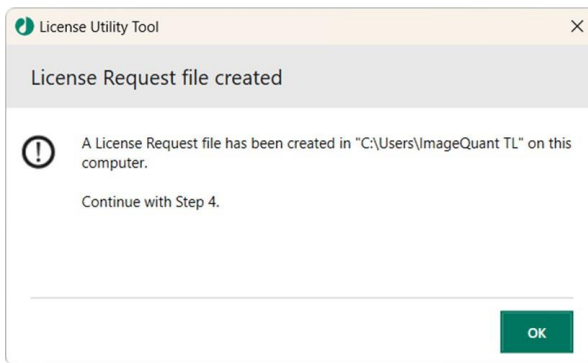 License Utility Tool
License Request file created
A License Request file has been created in "C:\Users\ImageQuant TL" on this
computer.
Continue with Step 4.
OK